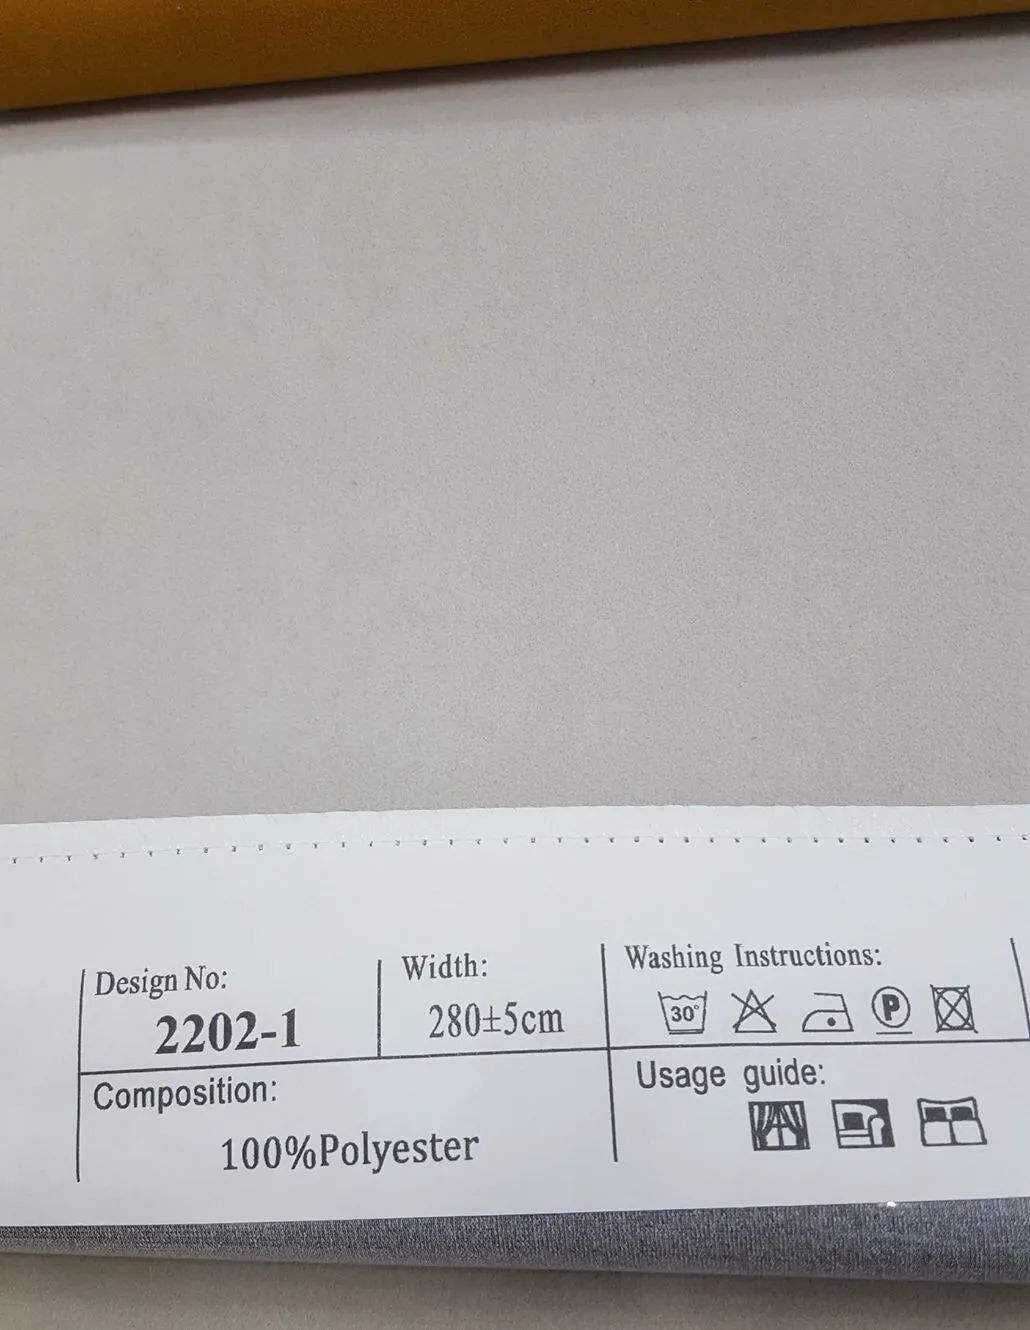 Design No:
2202-1
Width:
280±5cm
Washing Instructions:
30°
P
Composition:
100%Polyester
Usage guide: